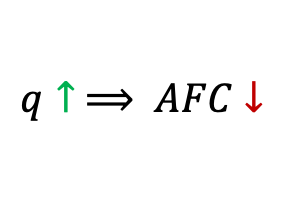 q ↑ ⟹ AFC ↓